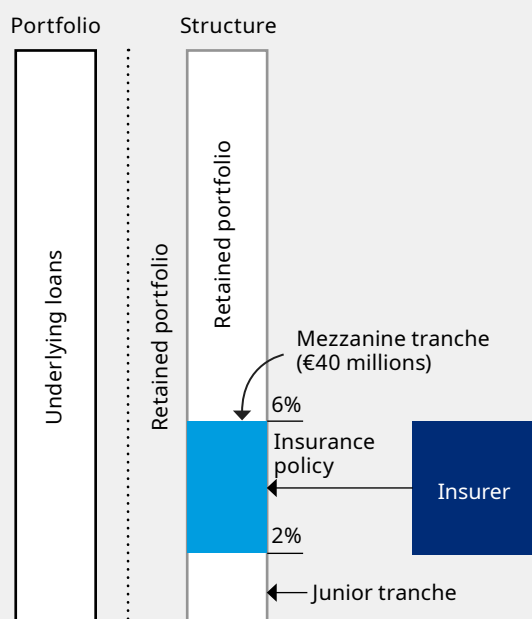 Portfolio
Structure
Underlying loans
Retained portfolio
Retained portfolio
Mezzanine tranche
(€40 millions)
6%
Insurance
policy
Insurer
2%
Junior tranche